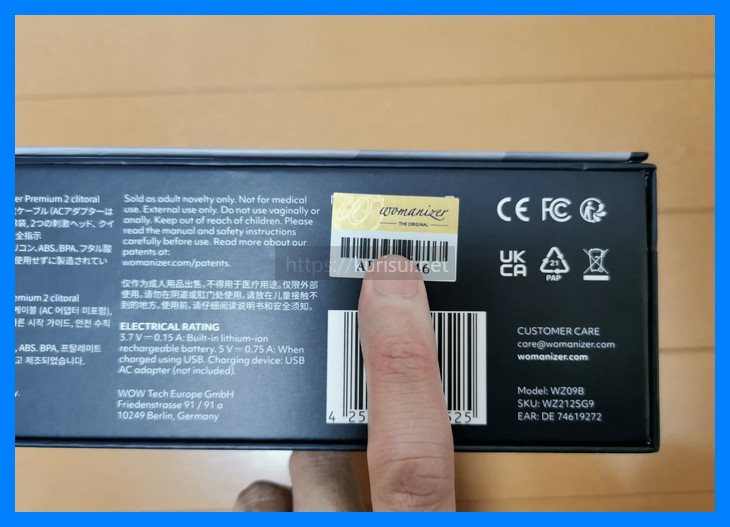 er Premium 2 clitoral
ケーブル (ACアダプターは
袋, 2つの刺激ヘッド、クイ
全指示
リコン. ABS. BPA. フタル酸
使用せずに製造されてい
emium 2 clitoral
케이블 (AC 어댑터 미포함),
른 시작 가이드, 안전 수칙
, ABS. BPA, 프탈레이트
고 제조되었습니다.
Sold as adult novelty only. Not for medical
use. External use only. Do not use vaginally or
anally. Keep out of reach of children. Please
read the manual and safety instructions
carefully before use. Read more about our
patents at:
womanizer.com/patents.
仅作为成人用品出售。不得用于医疗用途。仅限外部
使用。请勿在阴道或肛门处使用。请放在儿童接触不
到的地方。使用前，请仔细阅读说明书和安全须知。
ELECTRICAL RATING
3.7 V ⎓ 0.15 A: Built-in lithium-ion
rechargeable battery. 5 V ⎓ 0.75 A: When
charged using USB. Charging device: USB
AC adapter (not included).
WOW Tech Europe GmbH
Friedenstrasse 91 / 91 a
10249 Berlin, Germany
womanizer
THE ORIGINAL
6
4 25 525
CE FC
UK
CA
21
PAP
CUSTOMER CARE
care@womanizer.com
womanizer.com
Model: WZ09B
SKU: WZ212SG9
EAR: DE 74619272
https://kurisuri.net